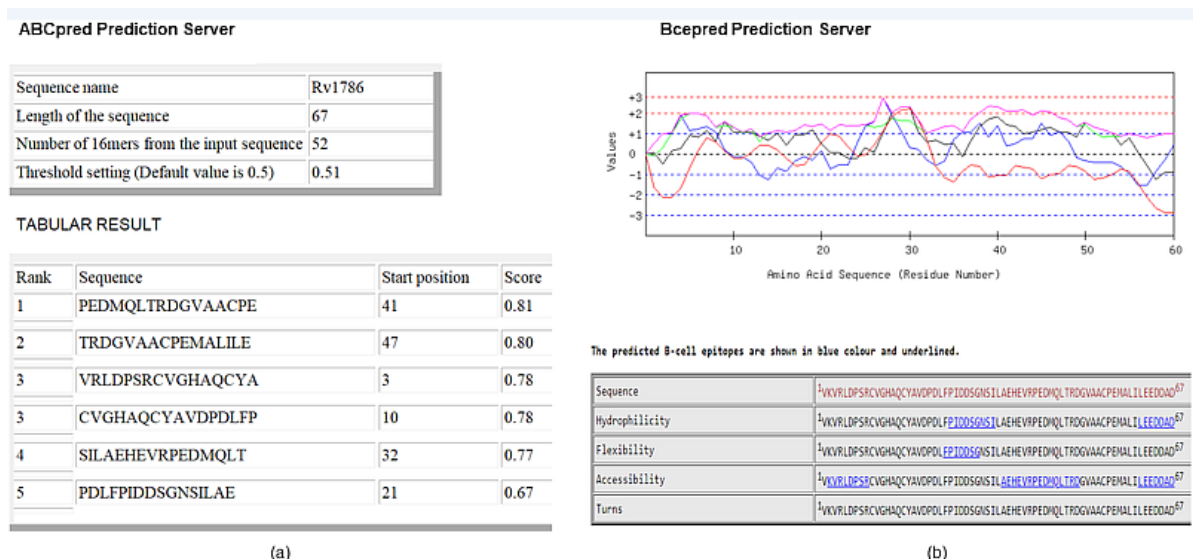 ABCpred Prediction Server
Sequence name Rv1786
Length of the sequence 67
Number of 16mers from the input sequence 52
Threshold setting (Default value is 0.5) 0.51
TABULAR RESULT
Rank Sequence Start position Score
1 PEDMQLTRDGVAACPE 41 0.81
2 TRDGVAACPEMALILE 47 0.80
3 VRLDPSRCVGHAQCYA 3 0.78
3 CVGHAQCYAVDPDLFP 10 0.78
4 SILAEHEVRPEDMQLT 32 0.77
5 PDLFPIDDSGNSILAE 21 0.67
(a)
Bcepred Prediction Server
+3
+2
+1
0
-1
-2
-3
Values
10 20 30 40 50 60
Amino Acid Sequence (Residue Number)
The predicted B-cell epitopes are shown in blue colour and underlined.
Sequence 1VKVRLDPSRCVGHAQCYAVDPDLFPIDDSGNSILAEHEVRPEDMQLTRDGVAACPEMALILEEDDAD67
Hydrophilicity 1VKVRLDPSRCVGHAQCYAVDPDLFPIDDSGNSILAEHEVRPEDMQLTRDGVAACPEMALILEEDDAD67
Flexibility 1VKVRLDPSRCVGHAQCYAVDPDLFPIDDSGNSILAEHEVRPEDMQLTRDGVAACPEMALILEEDDAD67
Accessibility 1VKVRLDPSRCVGHAQCYAVDPDLFPIDDSGNSILAEHEVRPEDMQLTRDGVAACPEMALILEEDDAD67
Turns 1VKVRLDPSRCVGHAQCYAVDPDLFPIDDSGNSILAEHEVRPEDMQLTRDGVAACPEMALILEEDDAD67
(b)